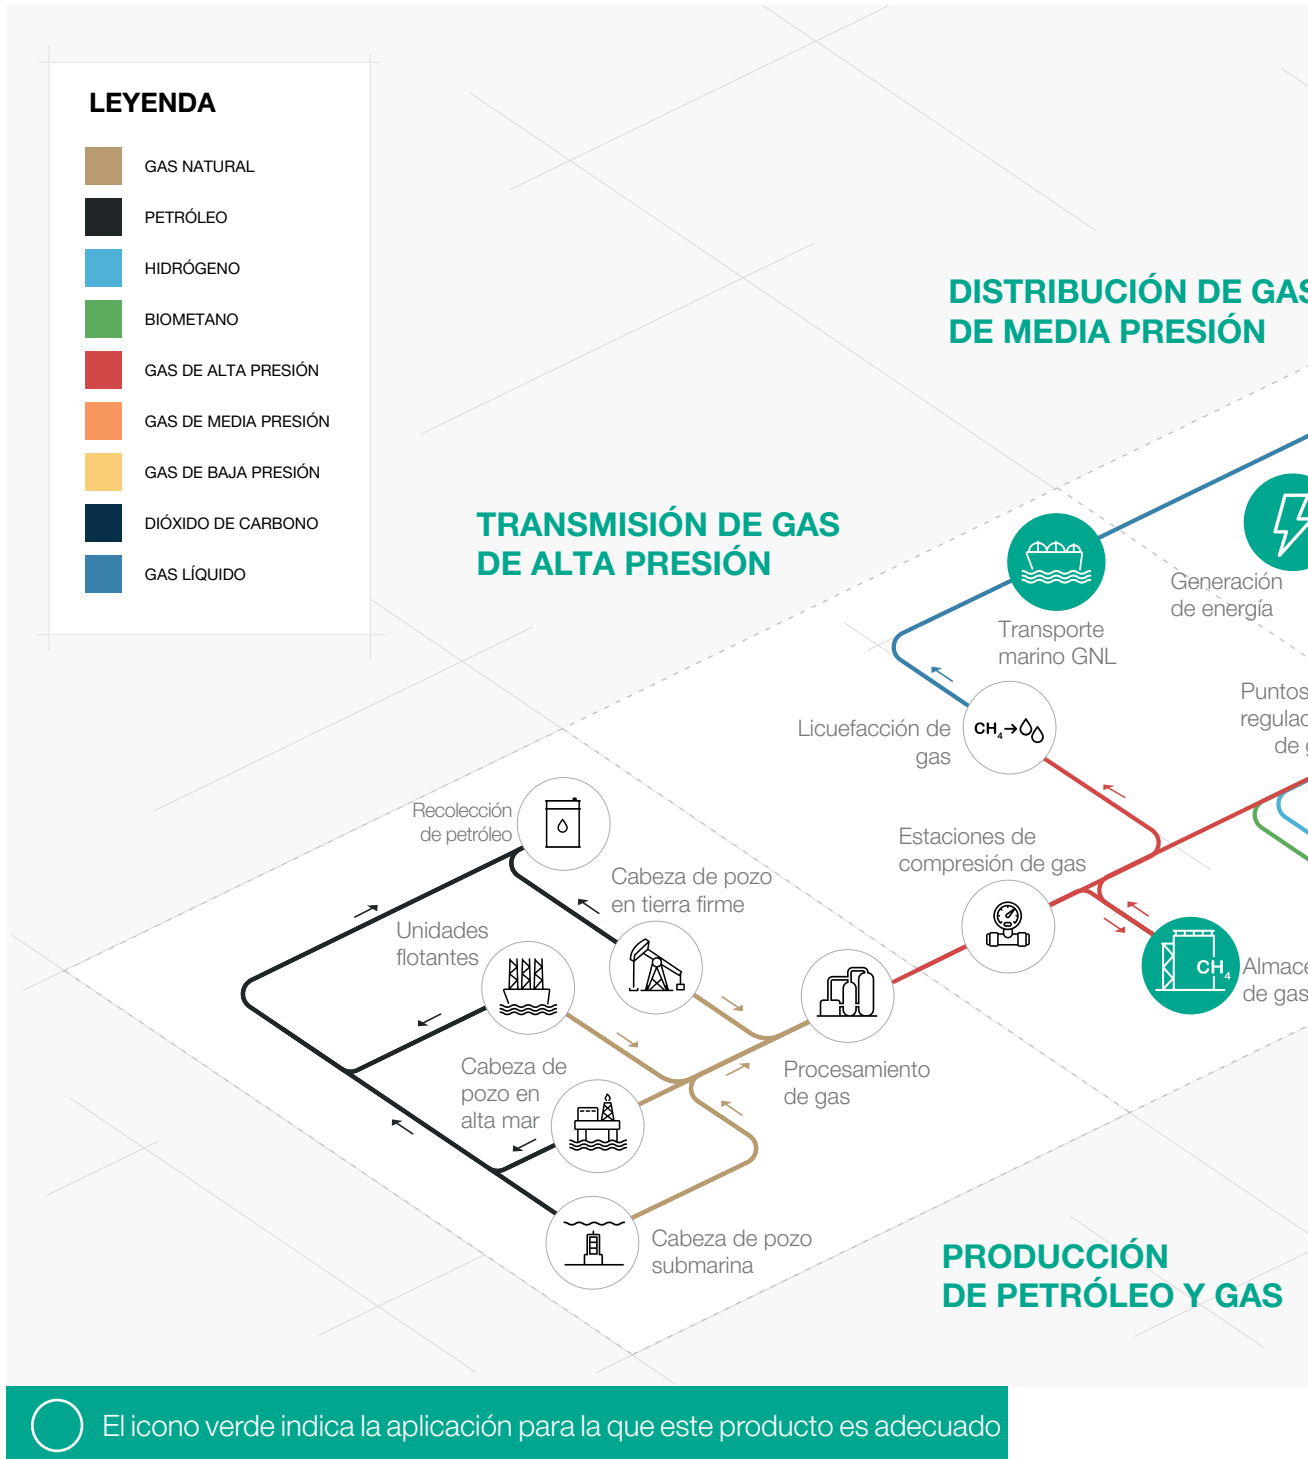 LEYENDA
GAS NATURAL
PETRÓLEO
HIDRÓGENO
BIOMETANO
GAS DE ALTA PRESIÓN
GAS DE MEDIA PRESIÓN
GAS DE BAJA PRESIÓN
DIÓXIDO DE CARBONO
GAS LÍQUIDO
DISTRIBUCIÓN DE GAS
DE MEDIA PRESIÓN
TRANSMISIÓN DE GAS
DE ALTA PRESIÓN
Generación
de energía
Transporte
marino GNL
Puntos
regulac
de g
Licuefacción de
gas
CH₄→
Recolección
de petróleo
Estaciones de
compresión de gas
Cabeza de pozo
en tierra firme
Unidades
flotantes
CH₄
Almace
de gas
Cabeza de
pozo en
alta mar
Procesamiento
de gas
Cabeza de pozo
submarina
PRODUCCIÓN
DE PETRÓLEO Y GAS
El icono verde indica la aplicación para la que este producto es adecuado